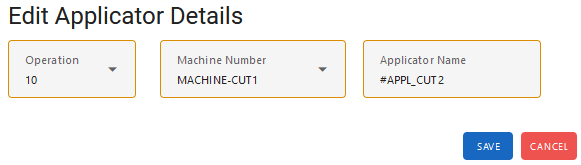 Edit Applicator Details
Operation
10
Machine Number
MACHINE-CUT1
Applicator Name
#APPL_CUT2
SAVE
CANCEL